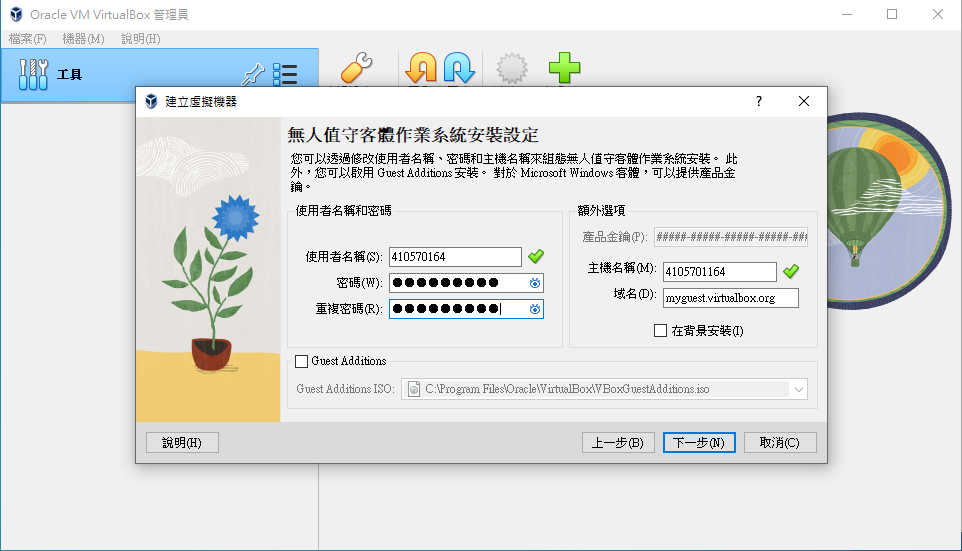 Oracle VM VirtualBox 管理員
檔案(F) 機器(M) 說明(H)
工具
建立虛擬機器
?
無人值守客體作業系統安裝設定
您可以透過修改使用者名稱、密碼和主機名稱來組態無人值守客體作業系統安裝。 此
外，您可以啟用 Guest Additions 安裝。 對於 Microsoft Windows 客體，可以提供產品金
鑰。
使用者名稱和密碼
使用者名稱(S): 410570164
密碼(W): ●●●●●●●●●
重複密碼(R): ●●●●●●●●●
額外選項
產品金鑰(P): #####-#####-#####-#####-###
主機名稱(M): 4105701164
域名(D): myguest.virtualbox.org
在背景安裝(I)
Guest Additions
Guest Additions ISO: C:\Program Files\Oracle\VirtualBox\VBoxGuestAdditions.iso
說明(H) 上一步(B) 下一步(N) 取消(C)